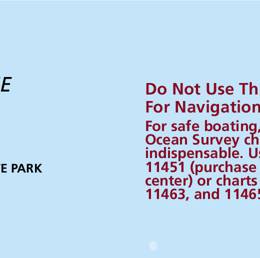 E
E PARK
Do Not Use Th
For Navigation
For safe boating,
Ocean Survey ch
indispensable. U
11451 (purchase
center) or charts
11463, and 1146